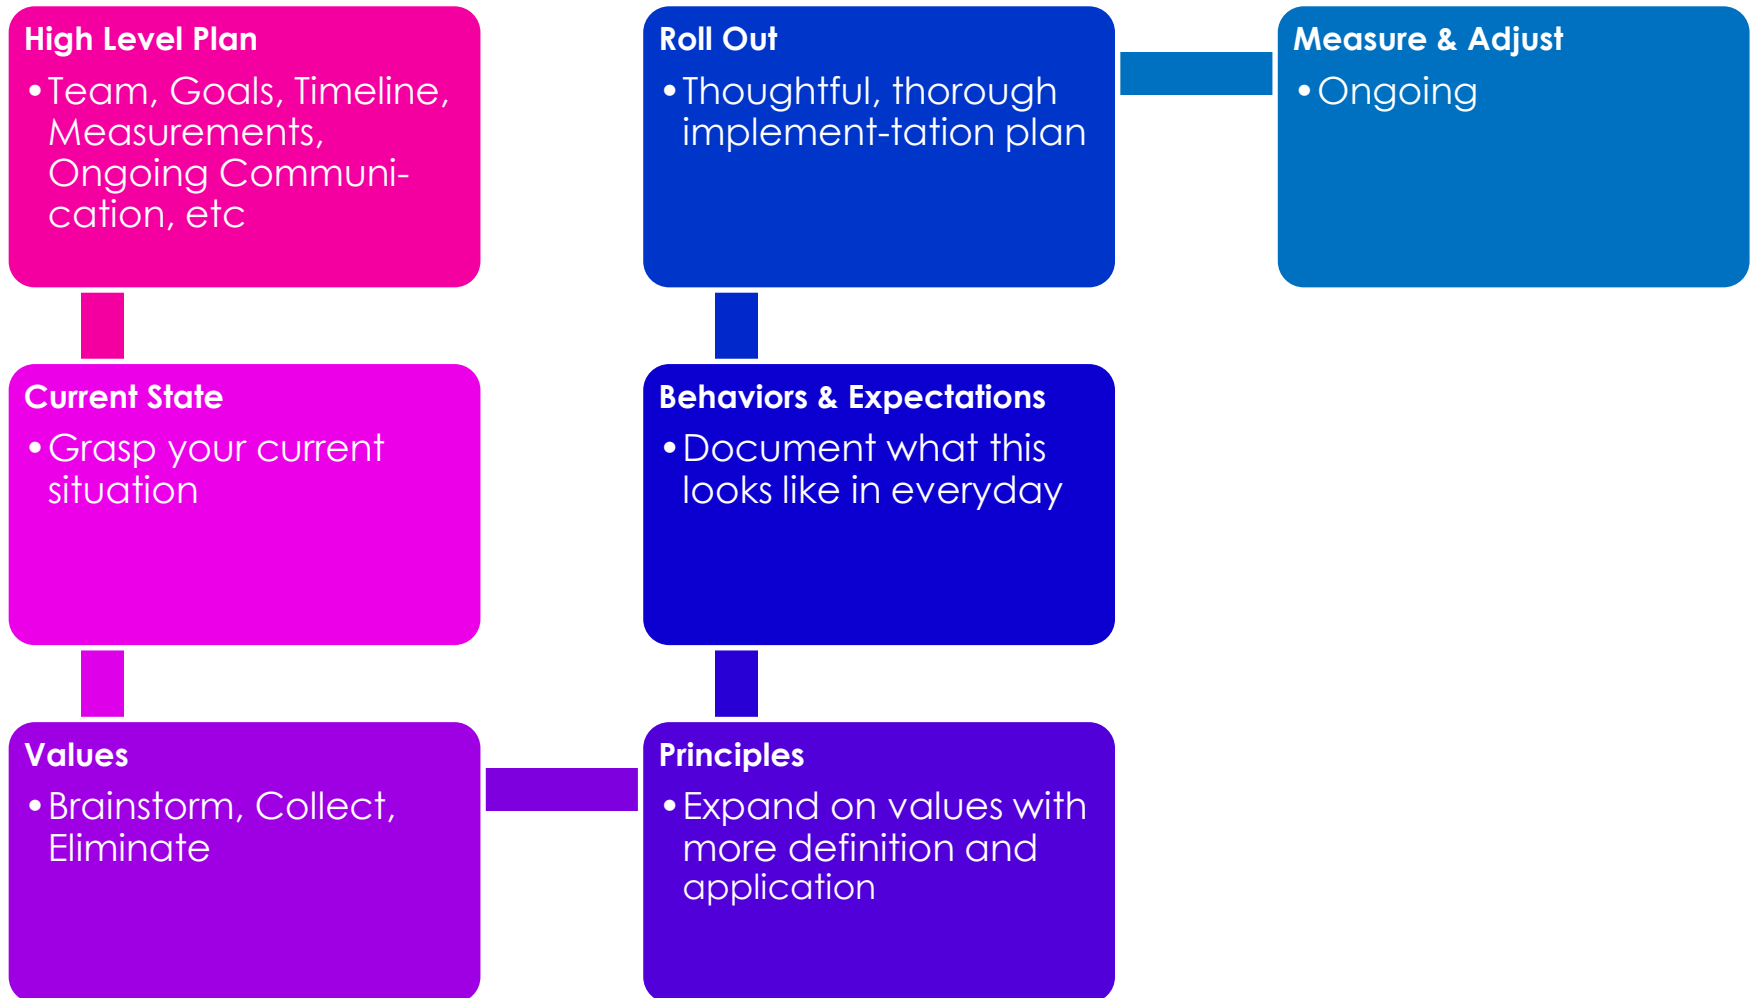 High Level Plan
•Team, Goals, Timeline,
Measurements,
Ongoing Communi-
cation, etc
Current State
•Grasp your current
situation
Values
•Brainstorm, Collect,
Eliminate
Principles
•Expand on values with
more definition and
application
Behaviors & Expectations
•Document what this
looks like in everyday
Roll Out
•Thoughtful, thorough
implement-tation plan
Measure & Adjust
•Ongoing